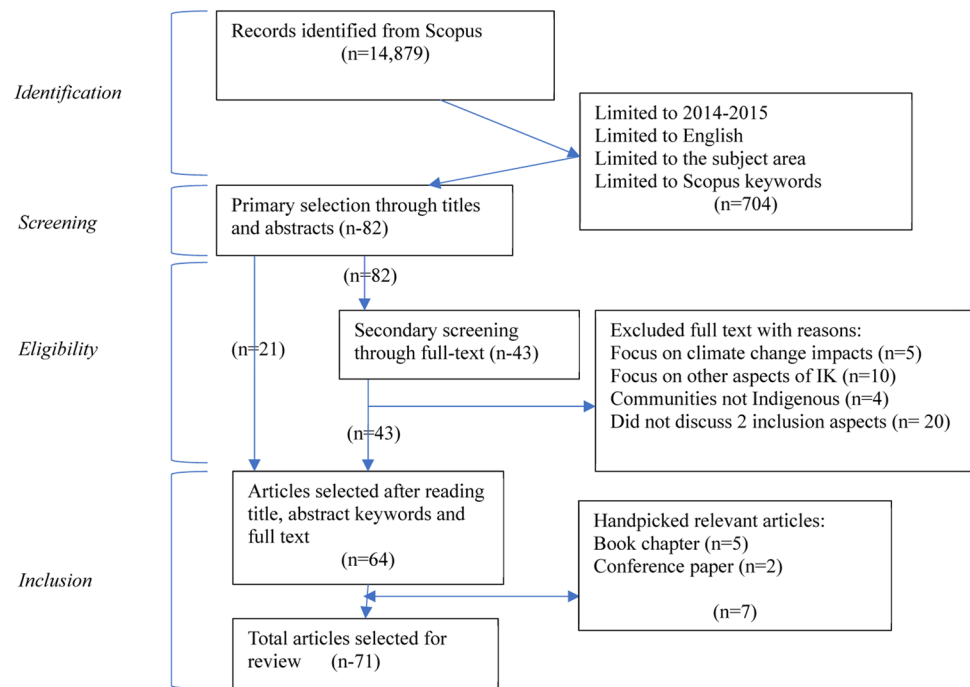 Records identified from Scopus
(n=14,879)
Identification
Limited to 2014-2015
Limited to English
Limited to the subject area
Limited to Scopus keywords
(n=704)
Screening
Primary selection through titles
and abstracts (n-82)
(n=82)
Eligibility
(n=21)
Secondary screening
through full-text (n-43)
Excluded full text with reasons:
Focus on climate change impacts (n=5)
Focus on other aspects of IK (n=10)
Communities not Indigenous (n=4)
Did not discuss 2 inclusion aspects (n= 20)
(n=43)
Inclusion
Articles selected after reading
title, abstract keywords and
full text
(n=64)
Handpicked relevant articles:
Book chapter (n=5)
Conference paper (n=2)
(n=7)
Total articles selected for
review (n-71)